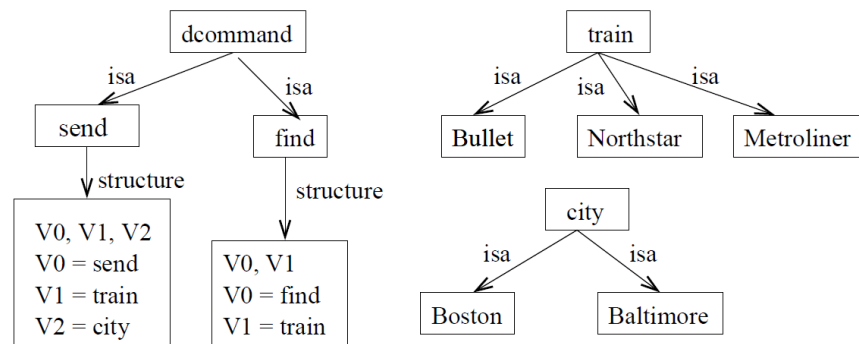 dcommand
isa
isa
send
find
structure
structure
V0, V1, V2
V0 = send
V1 = train
V2 = city
V0, V1
V0 = find
V1 = train
train
isa
isa
isa
Bullet
Northstar
Metroliner
city
isa
isa
Boston
Baltimore